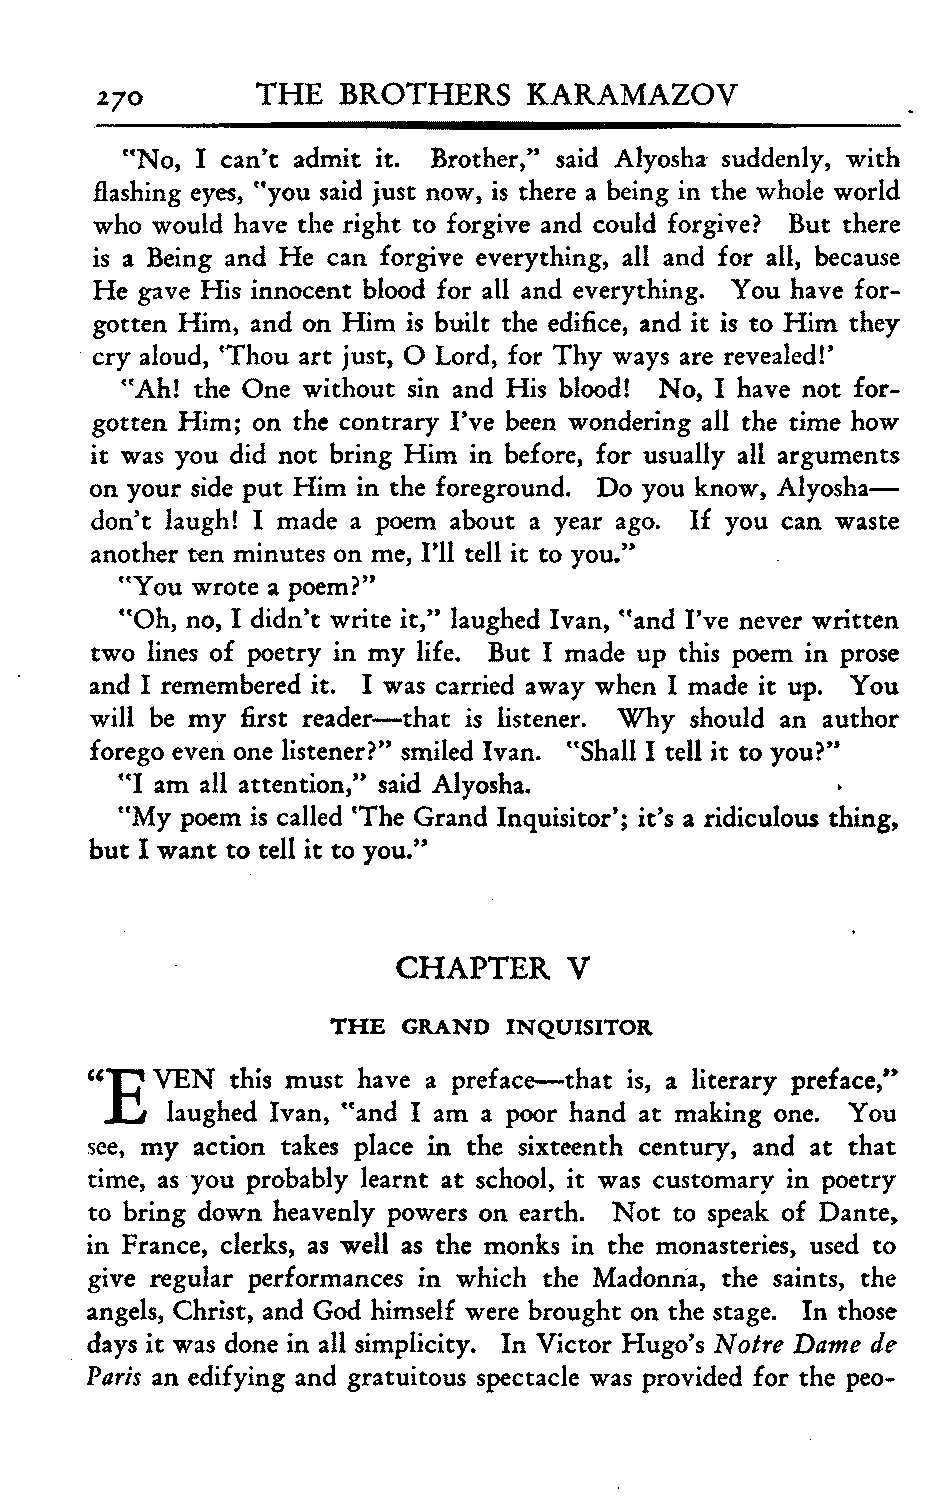 270 THE BROTHERS KARAMAZOV
"No, I can't admit it. Brother," said Alyosha suddenly, with
flashing eyes, "you said just now, is there a being in the whole world
who would have the right to forgive and could forgive? But there
is a Being and He can forgive everything, all and for all, because
He gave His innocent blood for all and everything. You have for-
gotten Him, and on Him is built the edifice, and it is to Him they
cry aloud, 'Thou art just, O Lord, for Thy ways are revealed!'
"Ah! the One without sin and His blood! No, I have not for-
gotten Him; on the contrary I've been wondering all the time how
it was you did not bring Him in before, for usually all arguments
on your side put Him in the foreground. Do you know, Alyosha—
don't laugh! I made a poem about a year ago. If you can waste
another ten minutes on me, I'll tell it to you."
"You wrote a poem?"
"Oh, no, I didn't write it," laughed Ivan, "and I've never written
two lines of poetry in my life. But I made up this poem in prose
and I remembered it. I was carried away when I made it up. You
will be my first reader—that is listener. Why should an author
forego even one listener?" smiled Ivan. "Shall I tell it to you?"
"I am all attention," said Alyosha.
"My poem is called 'The Grand Inquisitor'; it's a ridiculous thing,
but I want to tell it to you."
CHAPTER V
THE GRAND INQUISITOR
"EVEN this must have a preface—that is, a literary preface,"
laughed Ivan, "and I am a poor hand at making one. You
see, my action takes place in the sixteenth century, and at that
time, as you probably learnt at school, it was customary in poetry
to bring down heavenly powers on earth. Not to speak of Dante,
in France, clerks, as well as the monks in the monasteries, used to
give regular performances in which the Madonna, the saints, the
angels, Christ, and God himself were brought on the stage. In those
days it was done in all simplicity. In Victor Hugo's Notre Dame de
Paris an edifying and gratuitous spectacle was provided for the peo-